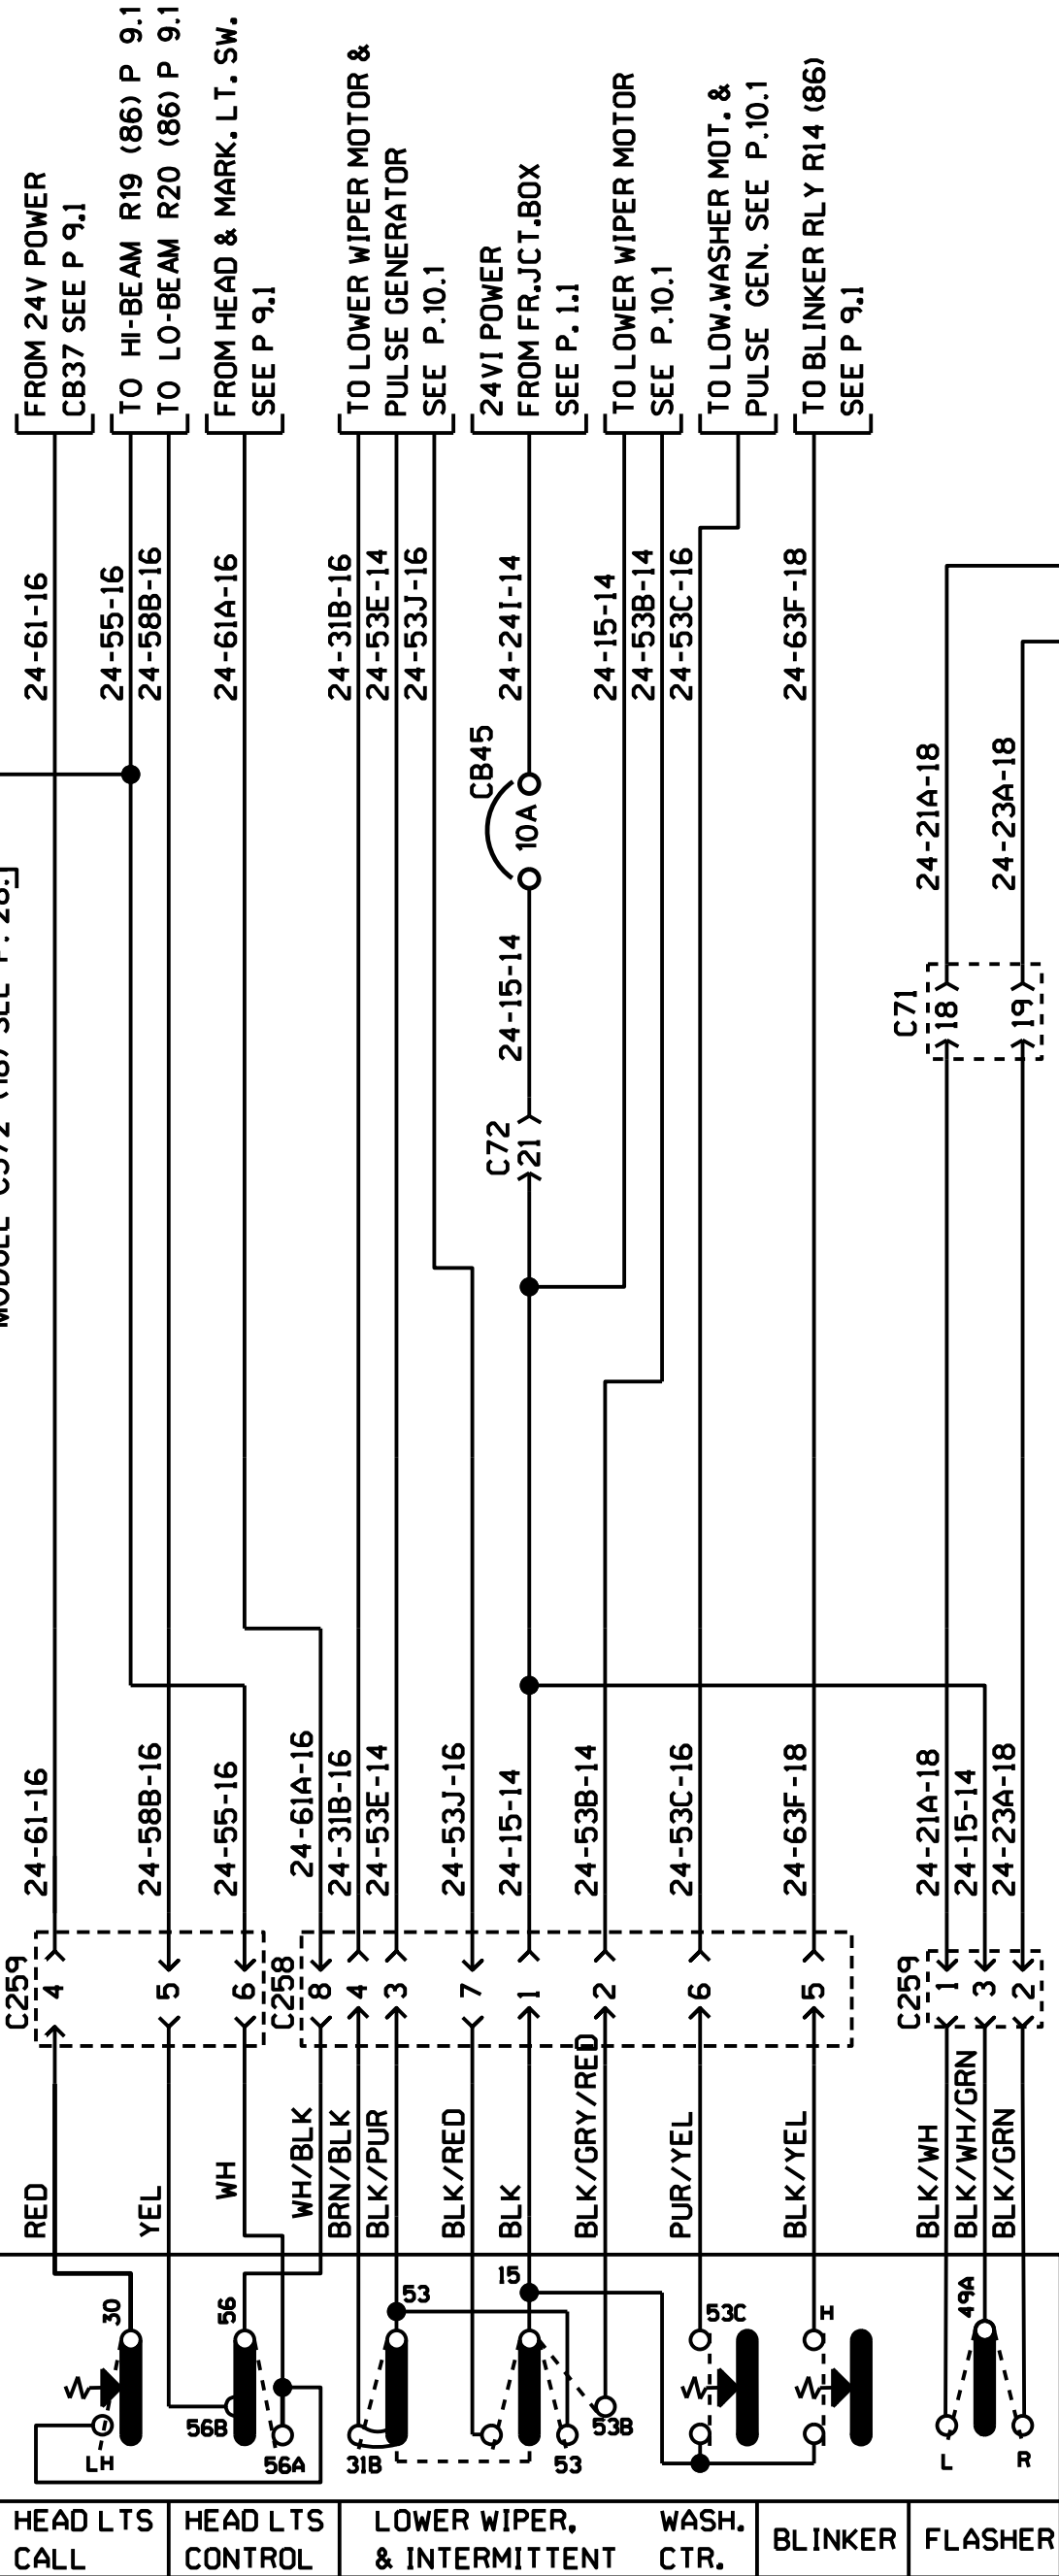 FROM 24V POWER
CB37 SEE P 9.1
TO HI-BEAM R19 (86) P 9.1
TO LO-BEAM R20 (86) P 9.1
FROM HEAD & MARK. LT. SW.
SEE P 9.1
TO LOWER WIPER MOTOR &
PULSE GENERATOR
SEE P.10.1
24VI POWER
FROM FR.JCT.BOX
SEE P. 1.1
TO LOWER WIPER MOTOR
SEE P.10.1
TO LOW.WASHER MOT. &
PULSE GEN. SEE P.10.1
TO BLINKER RLY R14 (86)
SEE P 9.1
24-61-16
24-55-16
24-58B-16
24-61A-16
24-31B-16
24-53E-14
24-53J-16
24-24I-14
24-15-14
24-53B-14
24-53C-16
24-63F-18
CB45
10A
24-21A-18
24-23A-18
24-15-14
C71
18
19
C72
21
24-61-16
24-58B-16
24-55-16
24-61A-16
24-31B-16
24-53E-14
24-53J-16
24-15-14
24-53B-14
24-53C-16
24-63F-18
24-21A-18
24-15-14
24-23A-18
C259
4
5
6
C258
8
4
3
7
1
2
6
5
C259
1
3
2
RED
YEL
WH
WH/BLK
BRN/BLK
BLK/PUR
BLK/RED
BLK
BLK/GRY/RED
PUR/YEL
BLK/YEL
BLK/WH
BLK/WH/GRN
BLK/GRN
30
56
53
15
53C
H
49A
LH
56B
56A
31B
53
53B
L
R
HEAD LTS
CALL
HEAD LTS
CONTROL
LOWER WIPER,
& INTERMITTENT
WASH.
CTR.
BLINKER
FLASHER